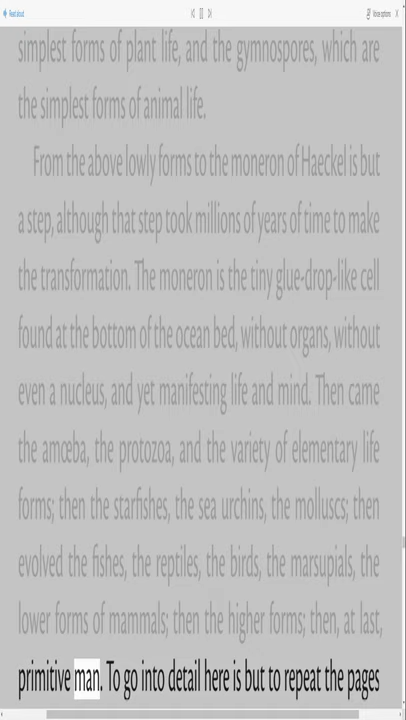 Read aloud
Voice options
simplest forms of plant life, and the gymnospores, which are
the simplest forms of animal life.
From the above lowly forms to the moneron of Haeckel is but
a step, although that step took millions of years of time to make
the transformation. The moneron is the tiny glue-drop-like cell
found at the bottom of the ocean bed, without organs, without
even a nucleus, and yet manifesting life and mind. Then came
the amœba, the protozoa, and the variety of elementary life
forms; then the starfishes, the sea urchins, the molluscs; then
evolved the fishes, the reptiles, the birds, the marsupials, the
lower forms of mammals; then the higher forms; then, at last,
primitive man. To go into detail here is but to repeat the pages